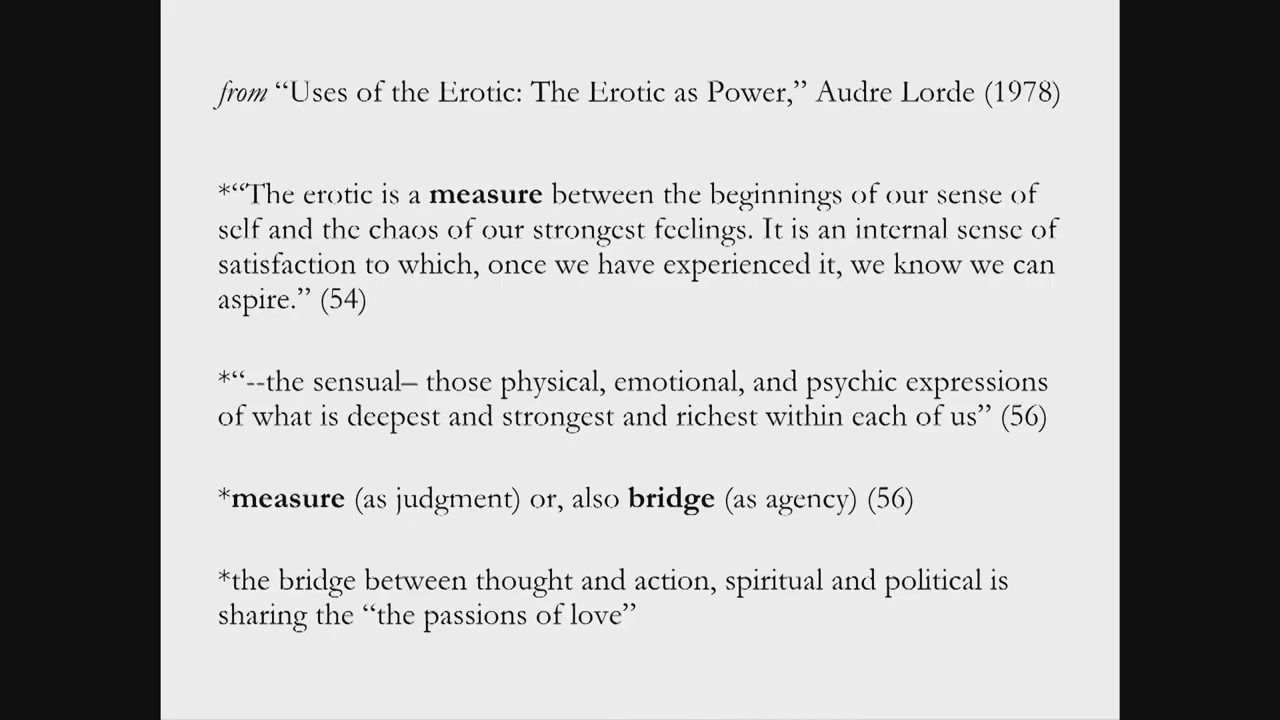 from “Uses of the Erotic: The Erotic as Power,” Audre Lorde (1978)
*“The erotic is a measure between the beginnings of our sense of
self and the chaos of our strongest feelings. It is an internal sense of
satisfaction to which, once we have experienced it, we know we can
aspire.” (54)
*“--the sensual– those physical, emotional, and psychic expressions
of what is deepest and strongest and richest within each of us” (56)
*measure (as judgment) or, also bridge (as agency) (56)
*the bridge between thought and action, spiritual and political is
sharing the “the passions of love”